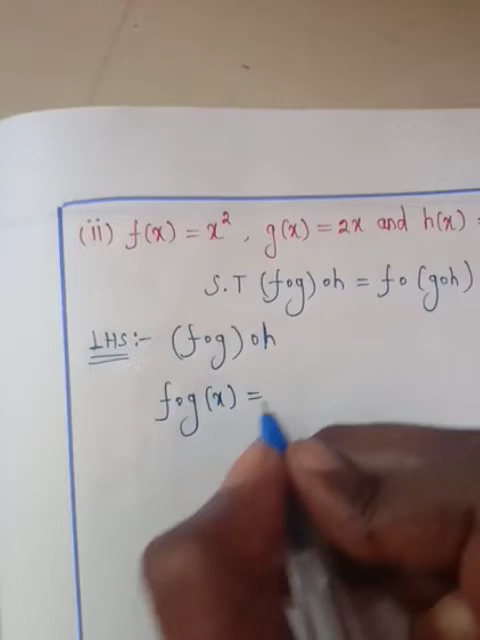 (ii) f(x) = x², g(x) = 2x and h(x) =
S.T (fog) oh = fo (goh)
LHS :- (fog) oh
fog(x) =